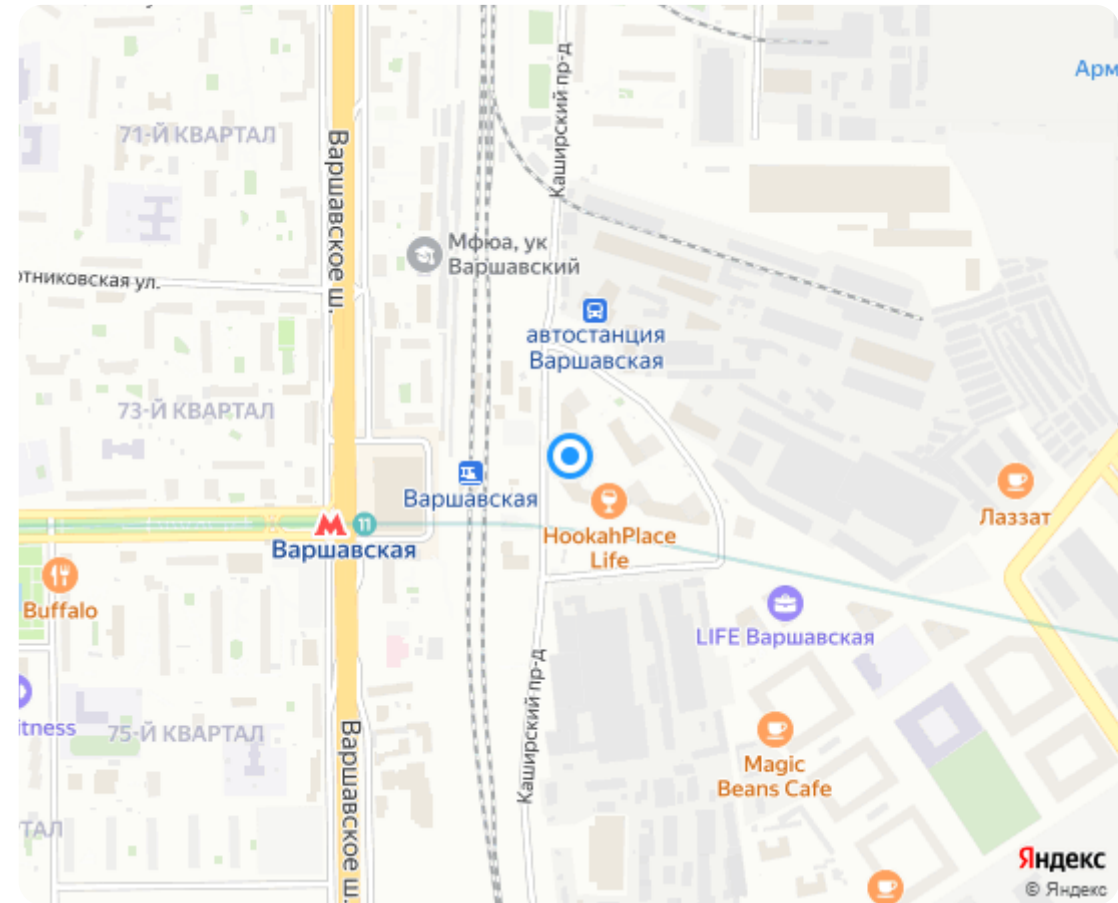 Арм
71-Й КВАРТАЛ
Варшавское ш.
Каширский пр-д
Мфюа, ук
Варшавский
отниковская ул.
автостанция
Варшавская
73-Й КВАРТАЛ
Варшавская
Лаззат
11
Варшавская
HookahPlace
Life
Buffalo
LIFE Варшавская
itness
75-Й КВАРТАЛ
Варшавское ш.
Каширский пр-д
Magic
Beans Cafe
ТАЛ
Яндекс
© Яндекс